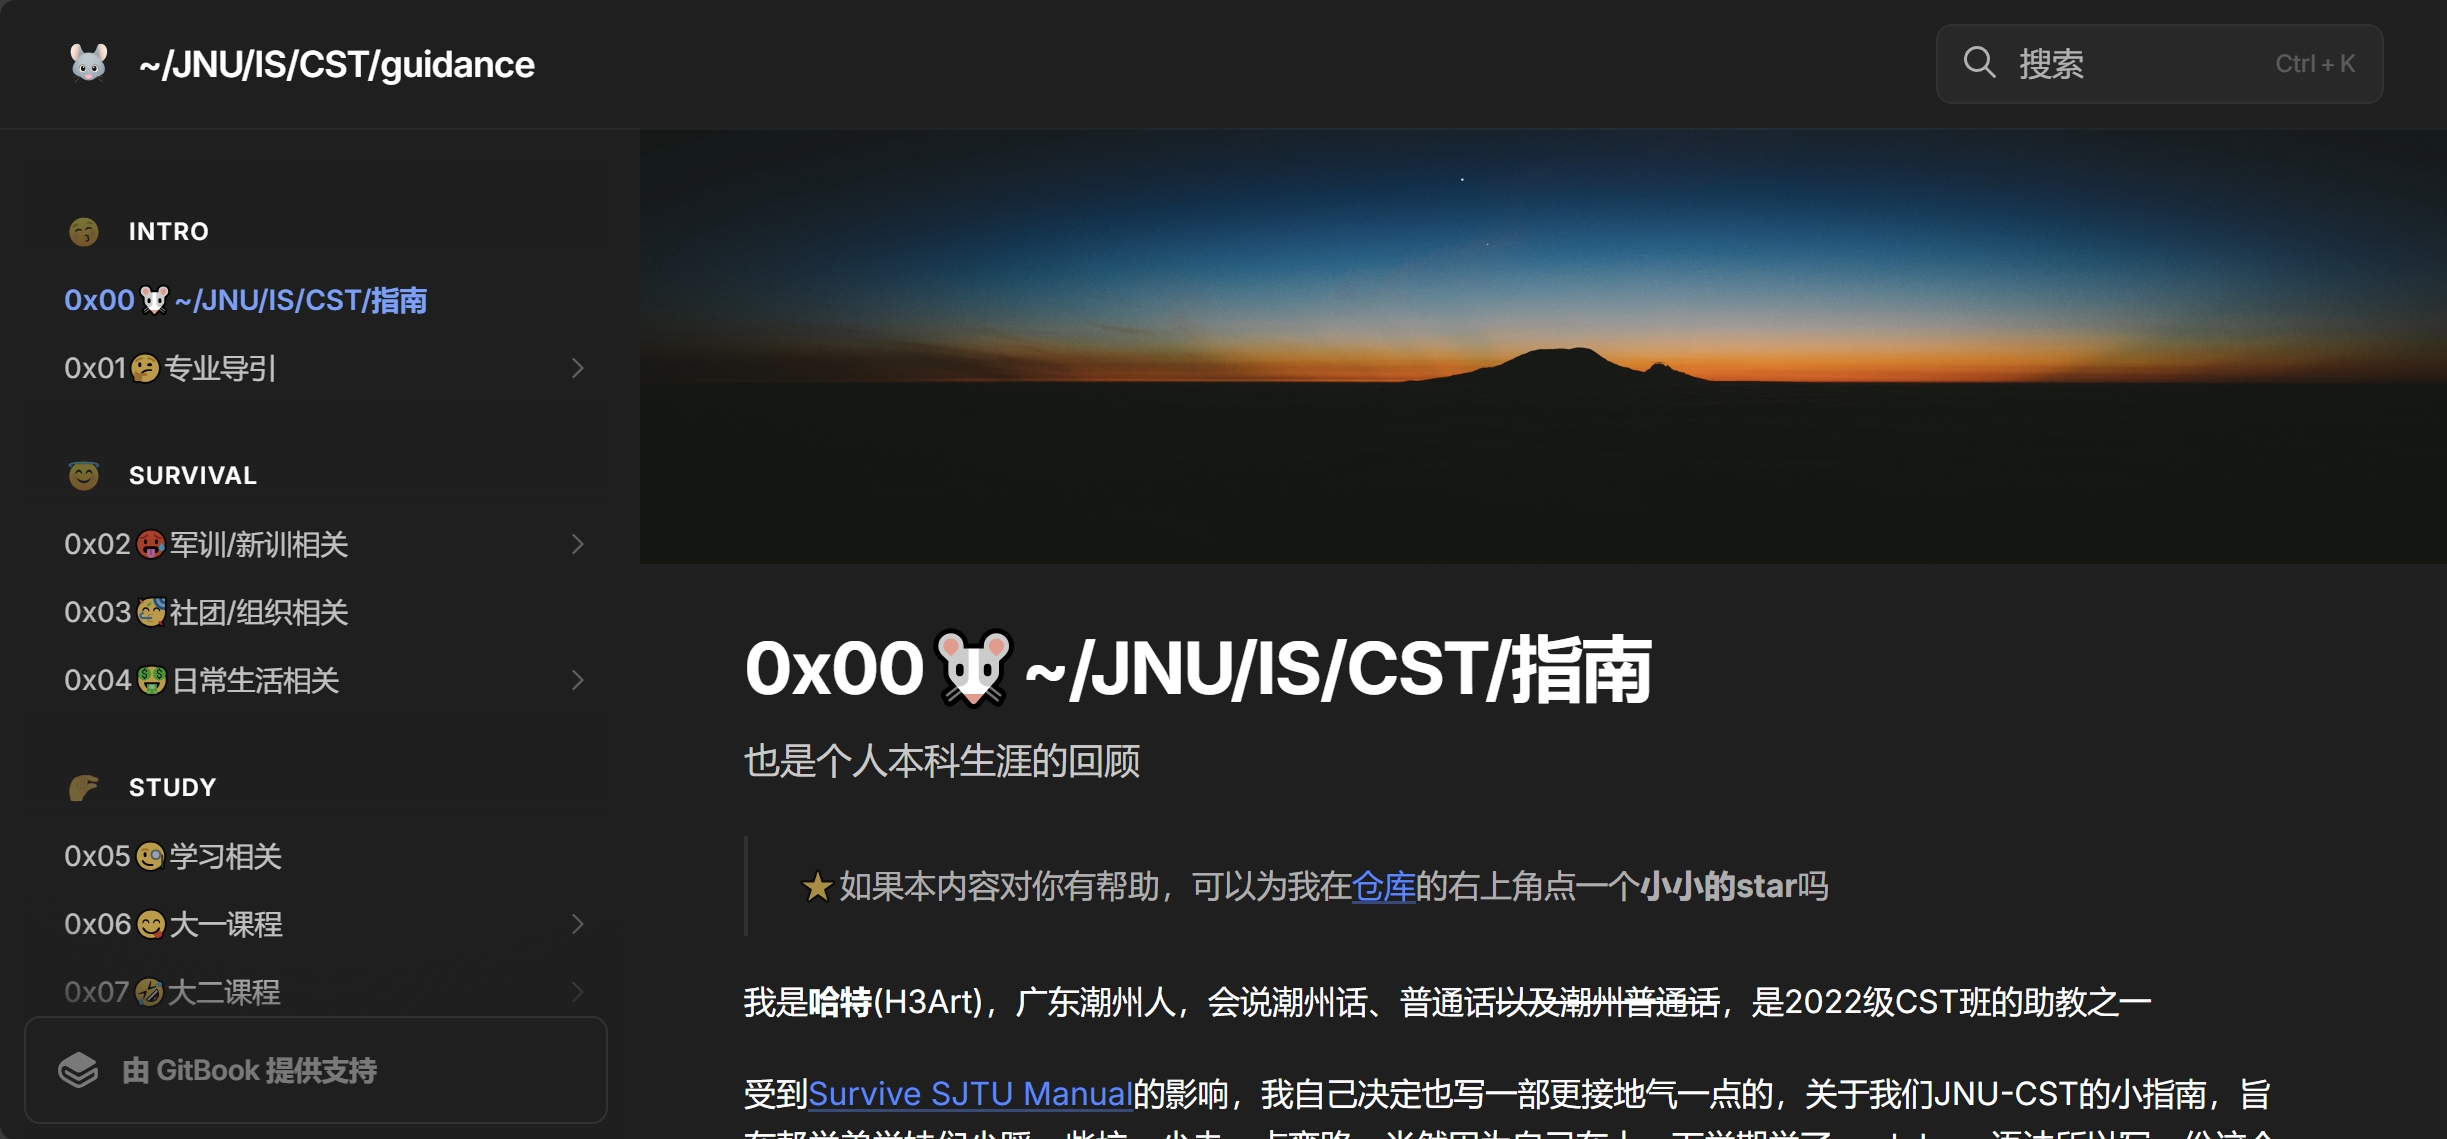 ~/JNU/IS/CST/guidance
搜索
Ctrl + K
INTRO
0x00🐭~/JNU/IS/CST/指南
0x01🤔专业导引
SURVIVAL
0x02🥵军训/新训相关
0x03🥳社团/组织相关
0x04🤑日常生活相关
STUDY
0x05🧐学习相关
0x06😋大一课程
0x07🤣大二课程
由 GitBook 提供支持
0x00🐭~/JNU/IS/CST/指南
也是个人本科生涯的回顾
⭐如果本内容对你有帮助，可以为我在仓库的右上角点一个小小的star吗
我是哈特(H3Art)，广东潮州人，会说潮州话、普通话以及潮州普通话，是2022级CST班的助教之一
受到Survive SJTU Manual的影响，我自己决定也写一部更接地气一点的，关于我们JNU-CST的小指南，旨